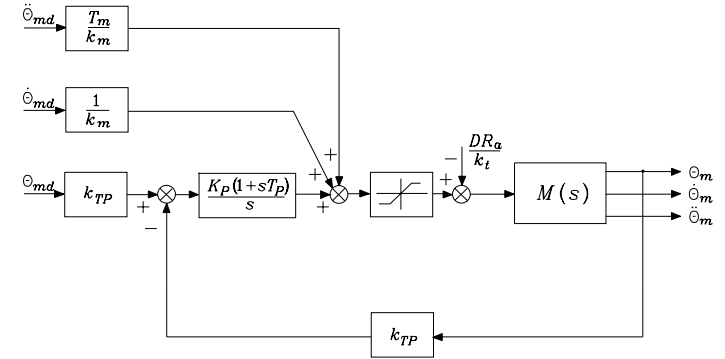 Θ̈md
Tm
km
Θ̇md
1
km
Θmd
kTP
+
−
KP(1+sTP)
s
+
+
+
−
DRa
kt
+
M(s)
Θm
Θ̇m
Θ̈m
kTP